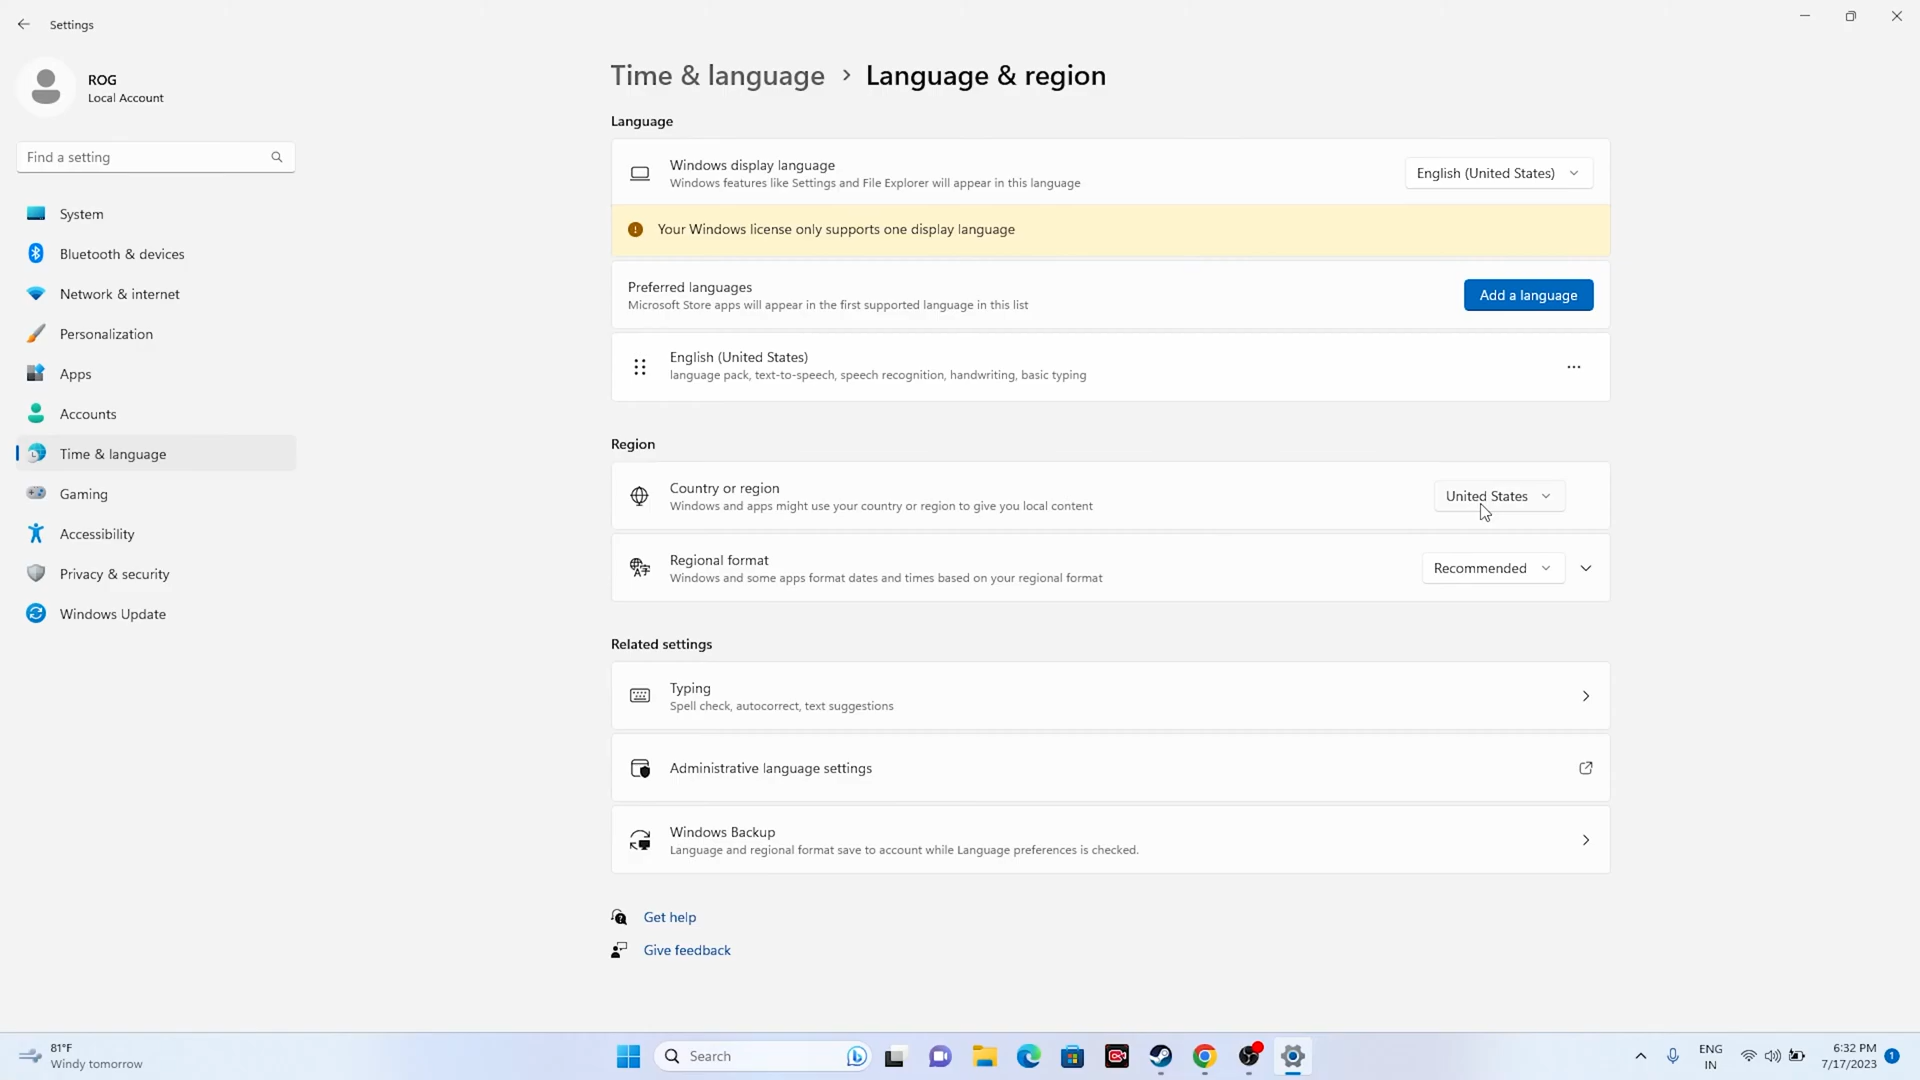 Settings
ROG
Local Account
Find a setting
System
Bluetooth & devices
Network & internet
Personalization
Apps
Accounts
Time & language
Gaming
Accessibility
Privacy & security
Windows Update
Time & language > Language & region
Language
Windows display language
Windows features like Settings and File Explorer will appear in this language
English (United States)
Your Windows license only supports one display language
Preferred languages
Microsoft Store apps will appear in the first supported language in this list
Add a language
English (United States)
language pack, text-to-speech, speech recognition, handwriting, basic typing
Region
Country or region
Windows and apps might use your country or region to give you local content
United States
Regional format
Windows and some apps format dates and times based on your regional format
Recommended
Related settings
Typing
Spell check, autocorrect, text suggestions
Administrative language settings
Windows Backup
Language and regional format save to account while Language preferences is checked.
Get help
Give feedback
81°F
Windy tomorrow
Search
ENG
IN
6:32 PM
7/17/2023
1